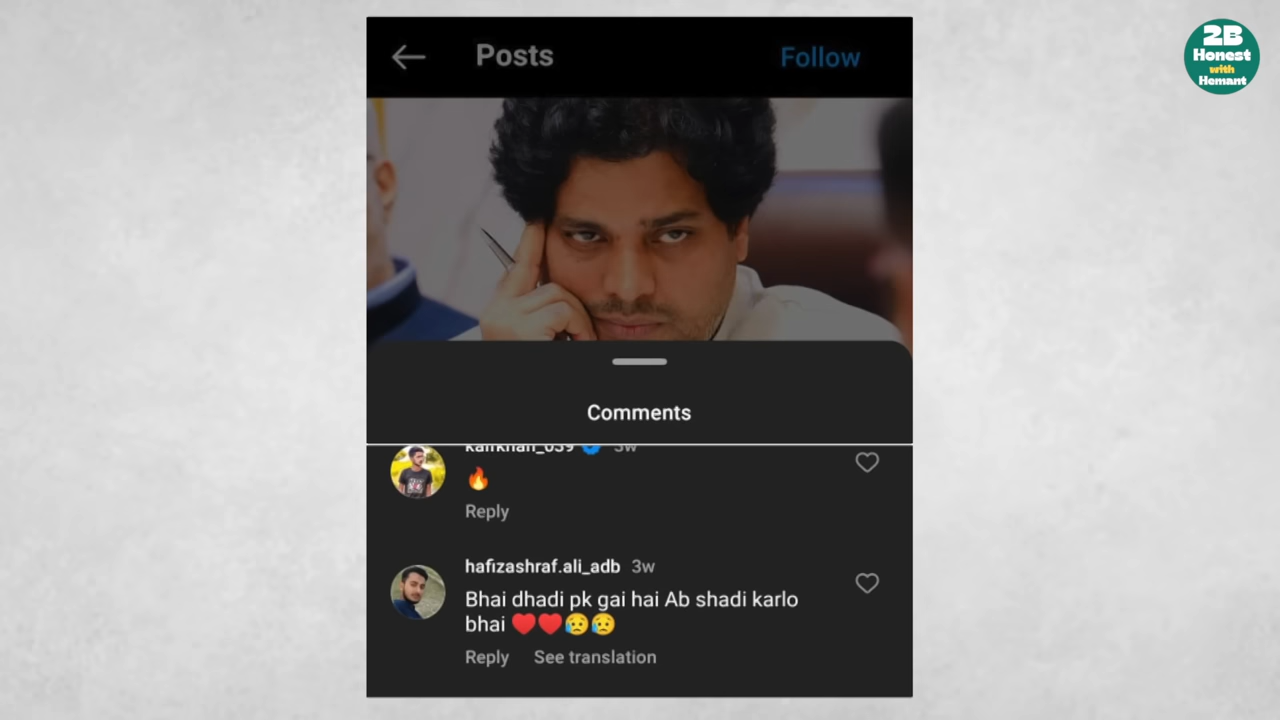 Posts
Follow
2B
Honest
with
Hemant
Comments
3w
🔥
Reply
hafizashraf.ali_adb 3w
Bhai dhadi pk gai hai Ab shadi karlo
bhai ♥️♥️😥😥
Reply See translation